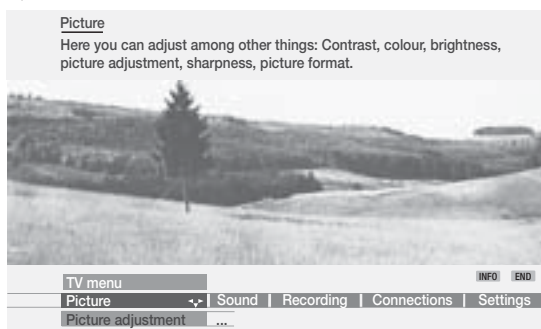 Picture
Here you can adjust among other things: Contrast, colour, brightness,
picture adjustment, sharpness, picture format.
TV menu
INFO END
Picture Sound Recording Connections Settings
Picture adjustment ...